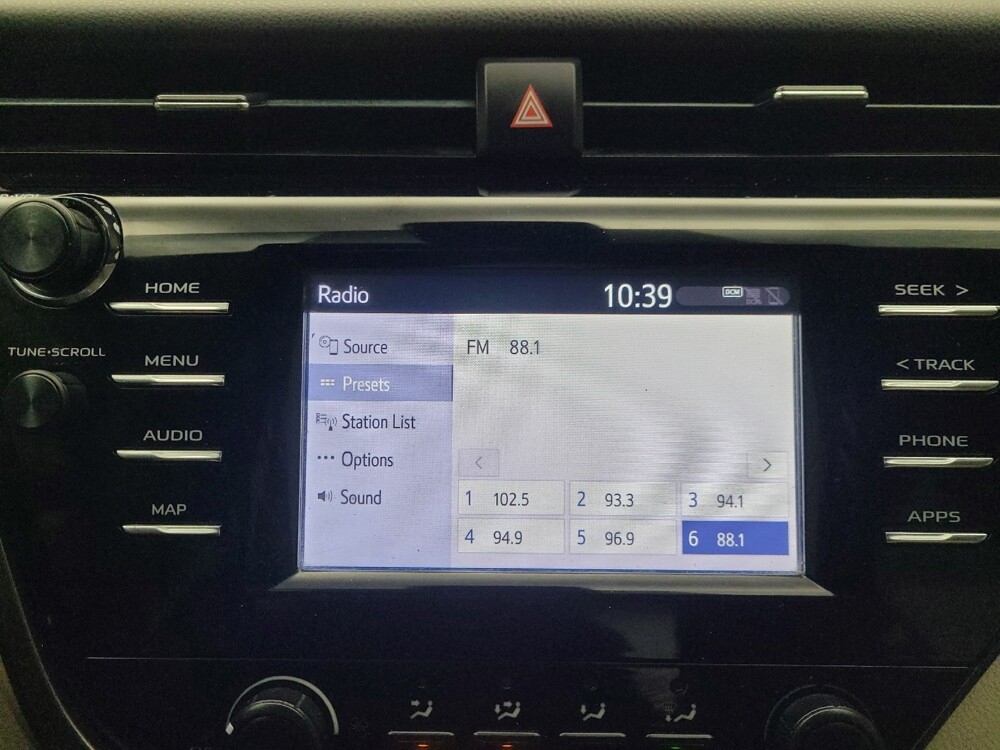 Radio 10:39 DCM
HOME
SEEK >
TUNE•SCROLL
Source
FM 88.1
MENU
< TRACK
Presets
Station List
AUDIO
PHONE
Options
< >
Sound
1 102.5 2 93.3 3 94.1
4 94.9 5 96.9 6 88.1
MAP
APPS